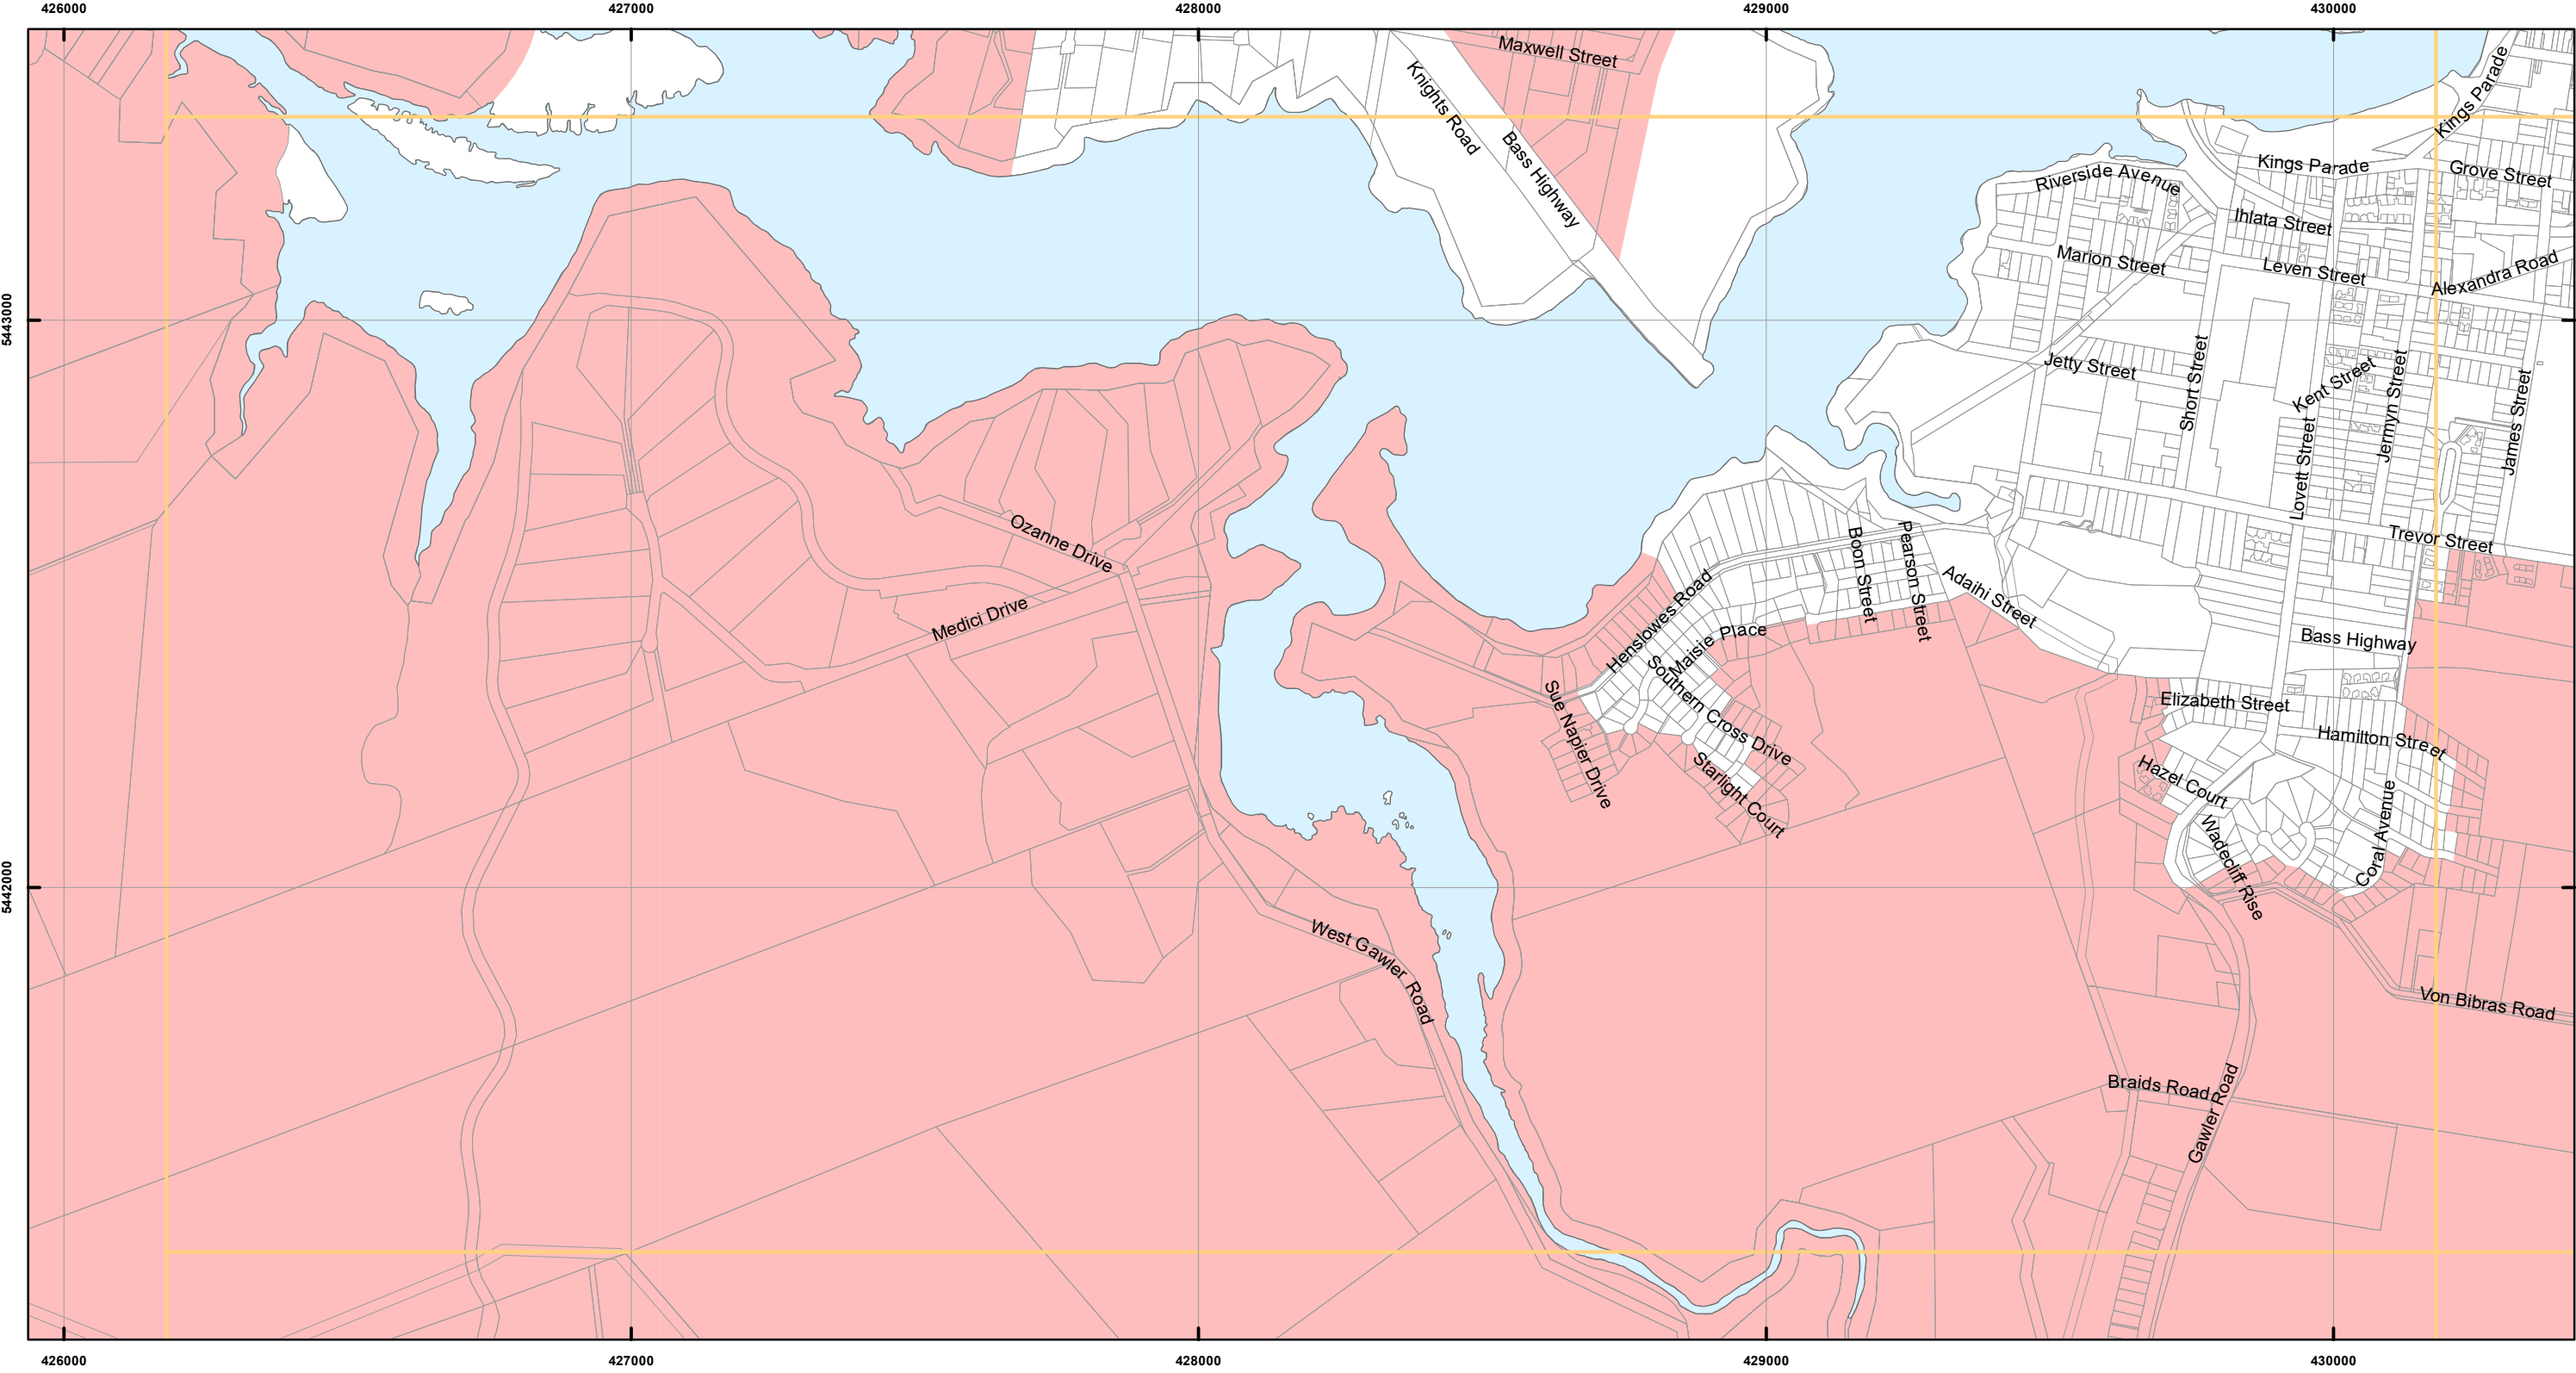 426000
427000
428000
429000
430000
Maxwell Street
Knights Road
Bass Highway
Kings Parade
Kings Parade
Grove Street
Riverside Avenue
Ihlata Street
Marion Street
Leven Street
Alexandra Road
5443000
Jetty Street
Short Street
Kent Street
Lovett Street
Jermyn Street
James Street
Ozanne Drive
Medici Drive
Henslowes Road
Boon Street
Pearson Street
Adaihi Street
Trevor Street
Maisie Place
Southern Cross Drive
Sue Napier Drive
Starlight Court
Bass Highway
Elizabeth Street
Hamilton Street
Hazel Court
Wadecliff Rise
Coral Avenue
5442000
West Gawler Road
Von Bibras Road
Braids Road
Gawler Road
426000
427000
428000
429000
430000